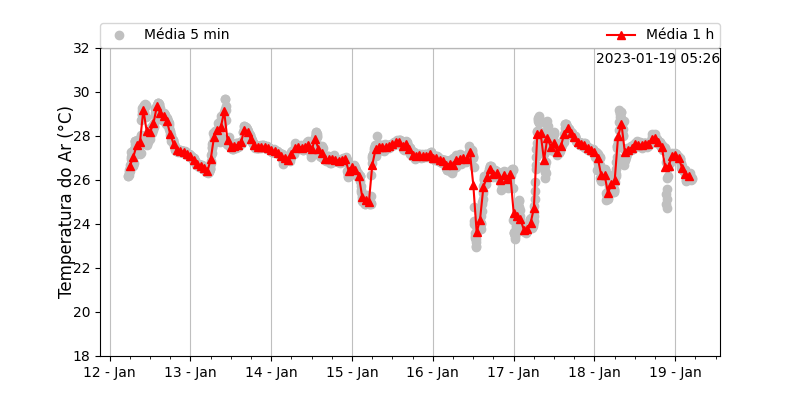 Média 5 min
Média 1 h
2023-01-19 05:26
Temperatura do Ar (°C)
32
30
28
26
24
22
20
18
12 - Jan
13 - Jan
14 - Jan
15 - Jan
16 - Jan
17 - Jan
18 - Jan
19 - Jan